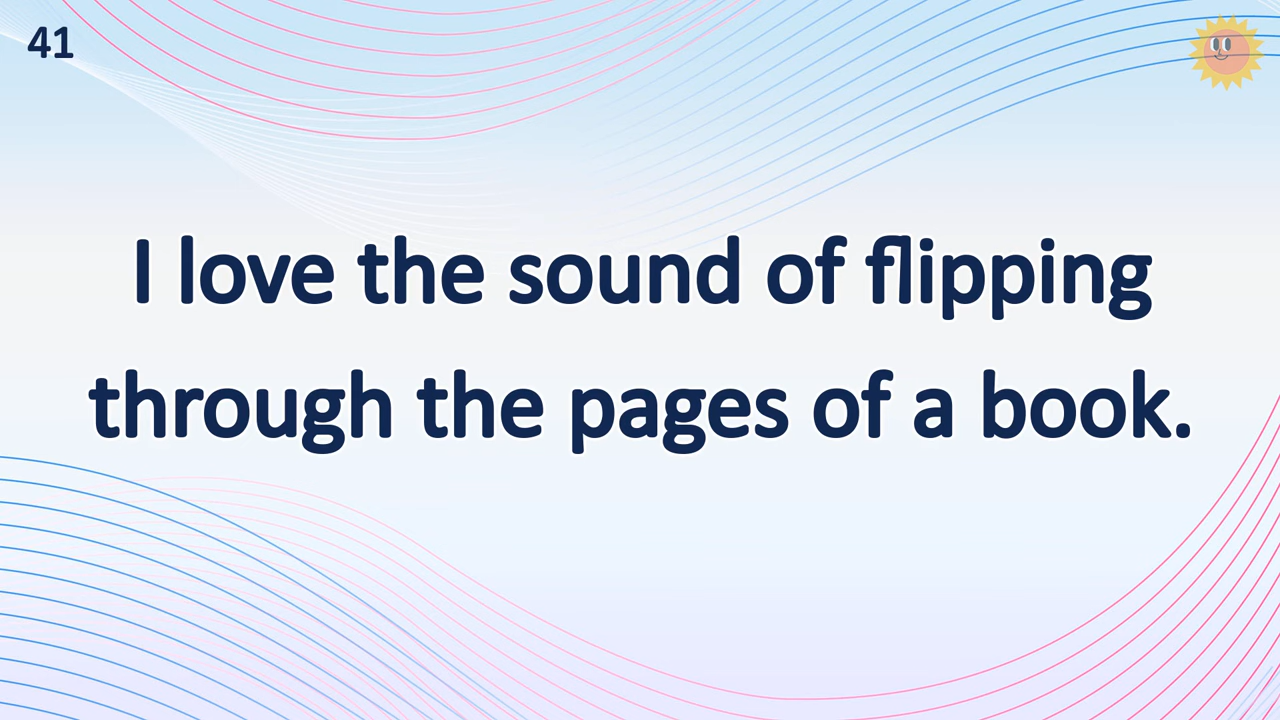 41
I love the sound of flipping
through the pages of a book.